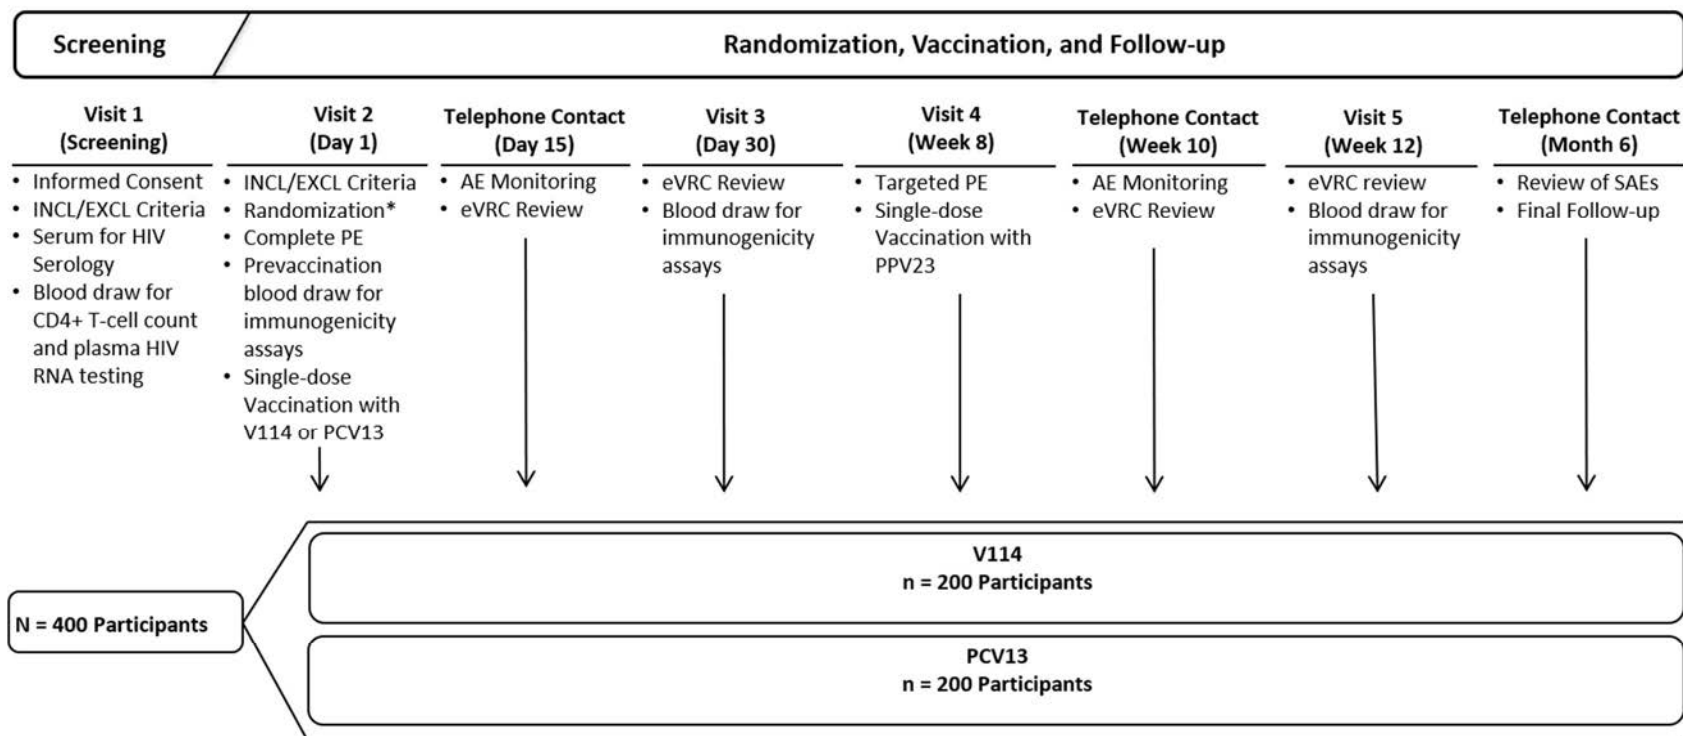 Screening
Randomization, Vaccination, and Follow-up
Visit 1
(Screening)
• Informed Consent
• INCL/EXCL Criteria
• Serum for HIV
Serology
• Blood draw for
CD4+ T-cell count
and plasma HIV
RNA testing
Visit 2
(Day 1)
• INCL/EXCL Criteria
• Randomization*
• Complete PE
• Prevaccination
blood draw for
immunogenicity
assays
• Single-dose
Vaccination with
V114 or PCV13
Telephone Contact
(Day 15)
• AE Monitoring
• eVRC Review
Visit 3
(Day 30)
• eVRC Review
• Blood draw for
immunogenicity
assays
Visit 4
(Week 8)
• Targeted PE
• Single-dose
Vaccination with
PPV23
Telephone Contact
(Week 10)
• AE Monitoring
• eVRC Review
Visit 5
(Week 12)
• eVRC review
• Blood draw for
immunogenicity
assays
Telephone Contact
(Month 6)
• Review of SAEs
• Final Follow-up
N = 400 Participants
V114
n = 200 Participants
PCV13
n = 200 Participants